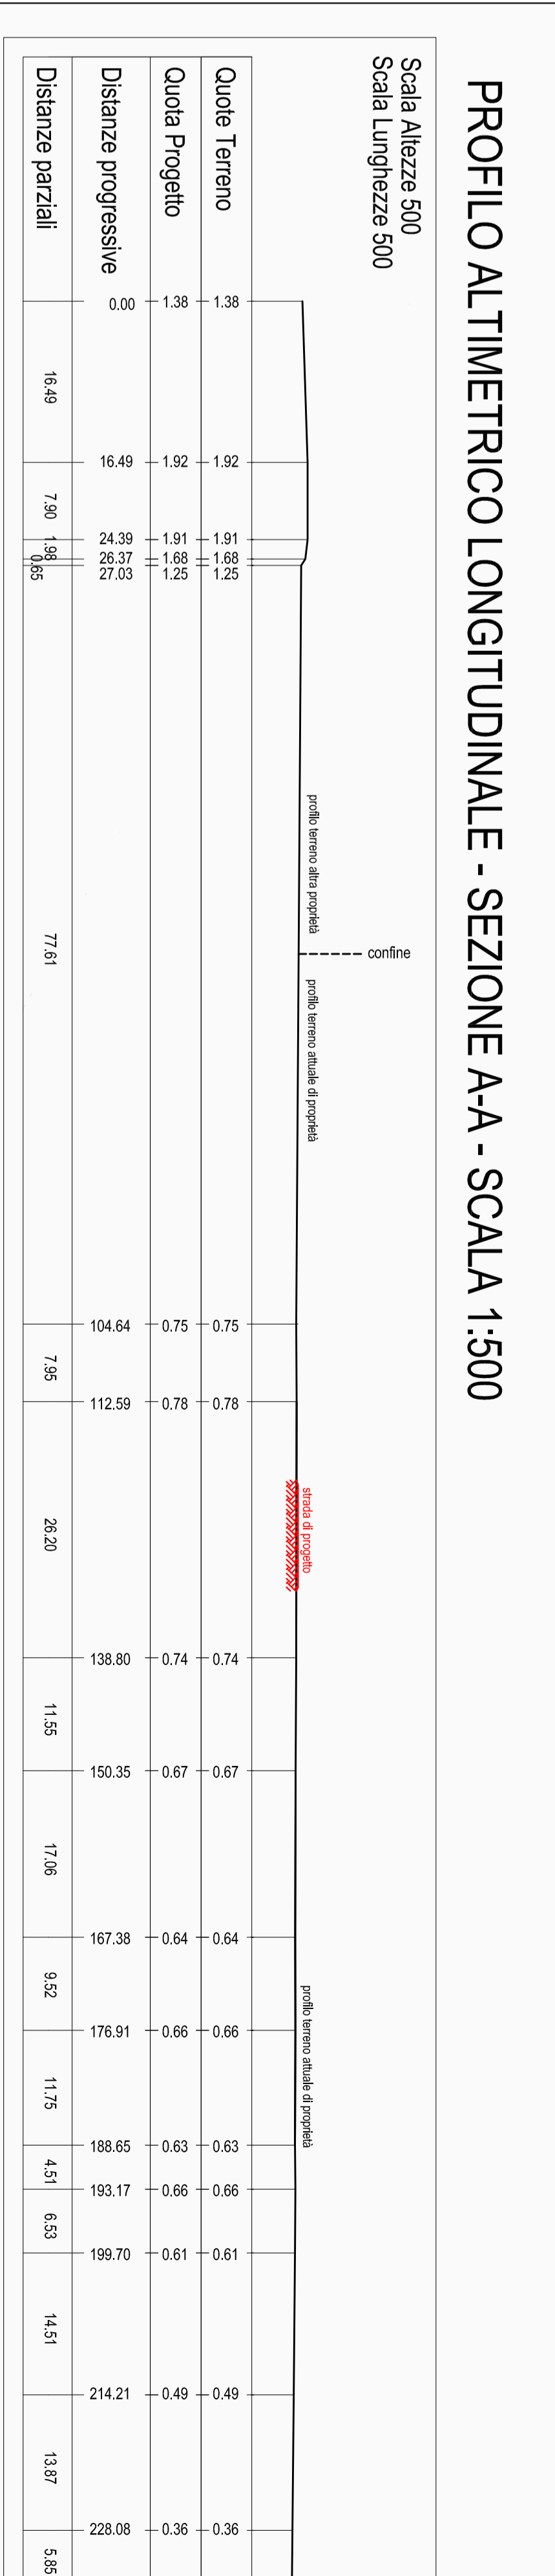 PROFILO ALTIMETRICO LONGITUDINALE - SEZIONE A-A - SCALA 1:500
Scala Altezze 500
Scala Lunghezze 500
confine
profilo terreno altra proprietà
profilo terreno attuale di proprietà
strada di progetto
profilo terreno attuale di proprietà
Quote Terreno 1.38 1.92 1.91 1.68 1.25 0.75 0.78 0.74 0.67 0.64 0.66 0.63 0.66 0.61 0.49 0.36
Quota Progetto 1.38 1.92 1.91 1.68 1.25 0.75 0.78 0.74 0.67 0.64 0.66 0.63 0.66 0.61 0.49 0.36
Distanze progressive 0.00 16.49 24.39 26.37 27.03 104.64 112.59 138.80 150.35 167.38 176.91 188.65 193.17 199.70 214.21 228.08
Distanze parziali 16.49 7.90 1.98 0.65 77.61 7.95 26.20 11.55 17.06 9.52 11.75 4.51 6.53 14.51 13.87 5.85